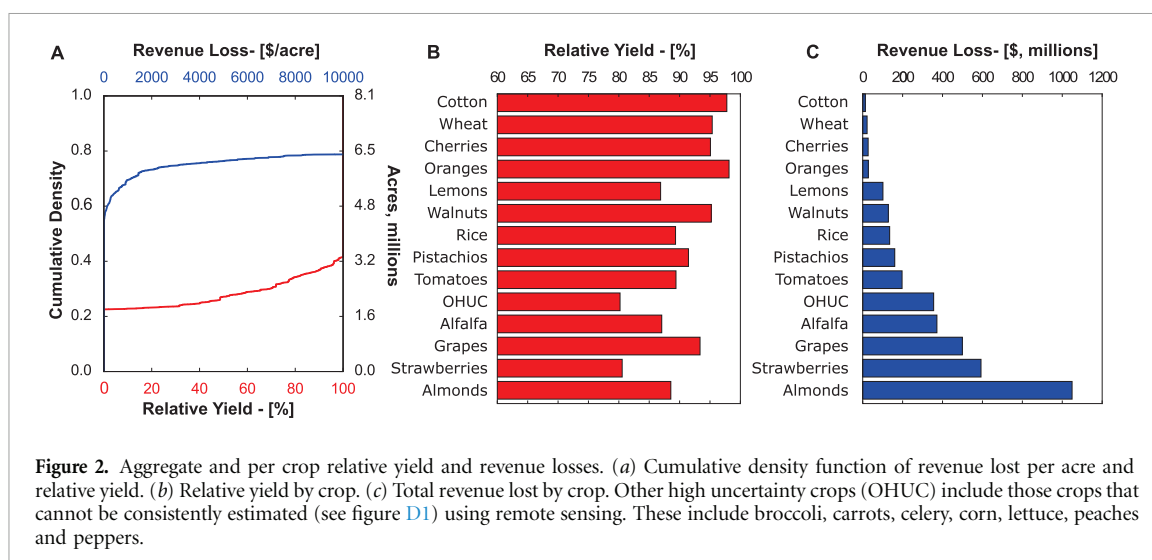 A
Revenue Loss- [$/acre]
0 2000 4000 6000 8000 10000
1.0
0.8
0.6
0.4
0.2
0.0
Cumulative Density
8.1
6.5
4.8
3.2
1.6
0.0
Acres, millions
0 20 40 60 80 100
Relative Yield - [%]
B
Relative Yield - [%]
60 65 70 75 80 85 90 95 100
Cotton
Wheat
Cherries
Oranges
Lemons
Walnuts
Rice
Pistachios
Tomatoes
OHUC
Alfalfa
Grapes
Strawberries
Almonds
C
Revenue Loss- [$, millions]
0 200 400 600 800 1000 1200
Cotton
Wheat
Cherries
Oranges
Lemons
Walnuts
Rice
Pistachios
Tomatoes
OHUC
Alfalfa
Grapes
Strawberries
Almonds
Figure 2. Aggregate and per crop relative yield and revenue losses. (a) Cumulative density function of revenue lost per acre and
relative yield. (b) Relative yield by crop. (c) Total revenue lost by crop. Other high uncertainty crops (OHUC) include those crops that
cannot be consistently estimated (see figure D1) using remote sensing. These include broccoli, carrots, celery, corn, lettuce, peaches
and peppers.